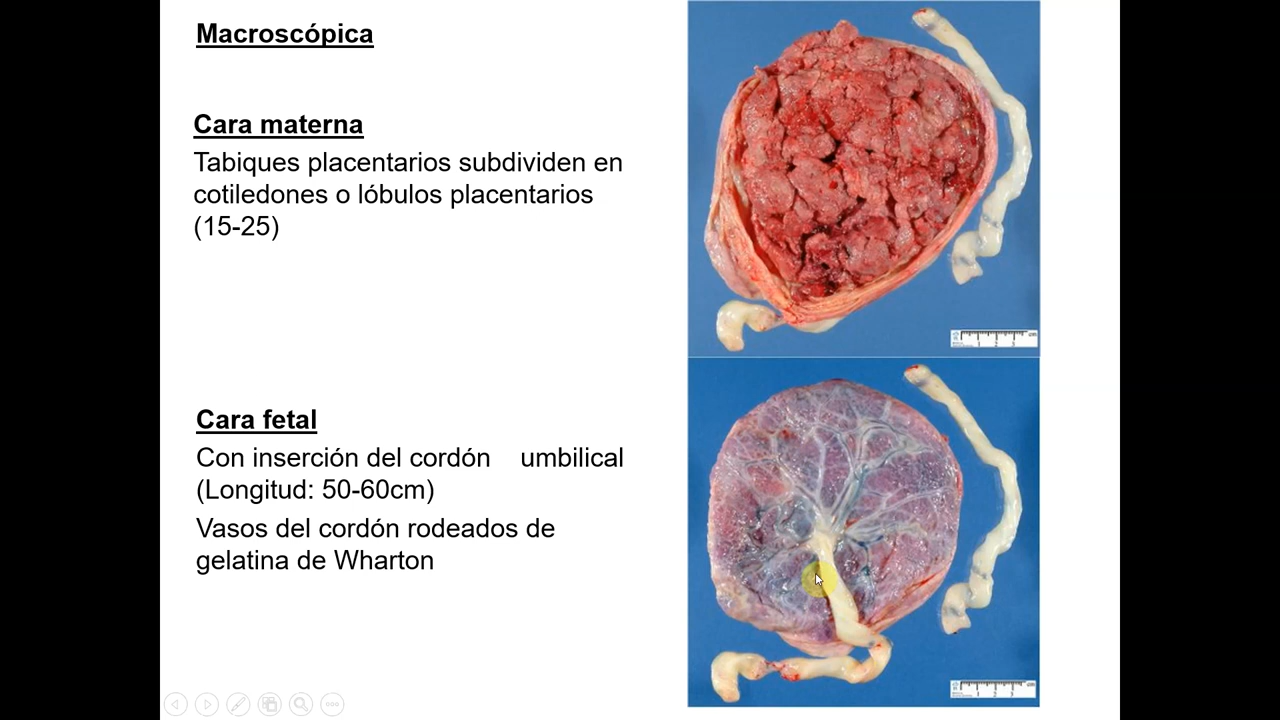 Macroscópica
Cara materna
Tabiques placentarios subdividen en
cotiledones o lóbulos placentarios
(15-25)
Cara fetal
Con inserción del cordón umbilical
(Longitud: 50-60cm)
Vasos del cordón rodeados de
gelatina de Wharton